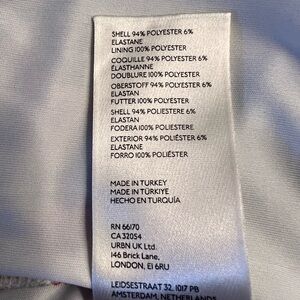 SHELL 94% POLYESTER 6%
ELASTANE
LINING 100% POLYESTER
COQUILLE 94% POLYESTER 6%
ELASTHANNE
DOUBLURE 100% POLYESTER
OBERSTOFF 94% POLYESTER 6%
ELASTAN
FUTTER 100% POLYESTER
SHELL 94% POLIESTERE 6%
ELASTAN
FODERA 100% POLIESTERE
EXTERIOR 94% POLIÉSTER 6%
ELASTANE
FORRO 100% POLIÉSTER
MADE IN TURKEY
MADE IN TÜRKIYE
HECHO EN TURQUÍA
RN 66170
CA 32054
URBN UK Ltd.
146 Brick Lane,
LONDON, E1 6RU
LEIDSESTRAAT 32, 1017 PB
AMSTERDAM, NETHERLANDS